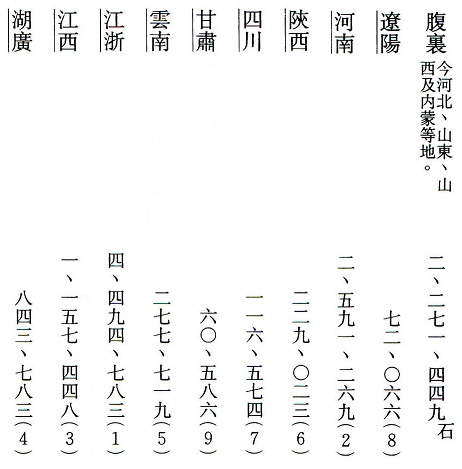 腹裏 今河北、山東、山西及内蒙等地。 二、二七一、四四九石
遼陽 七二、〇六六(8)
河南 二、五九一、二六九(2)
陝西 二二九、〇二三(6)
四川 一一六、五七四(7)
甘肅 六〇、五八六(9)
雲南 二七七、七一九(5)
江浙 四、四九四、七八三(1)
江西 一、一五七、四四八(3)
湖廣 八四三、七八三(4)